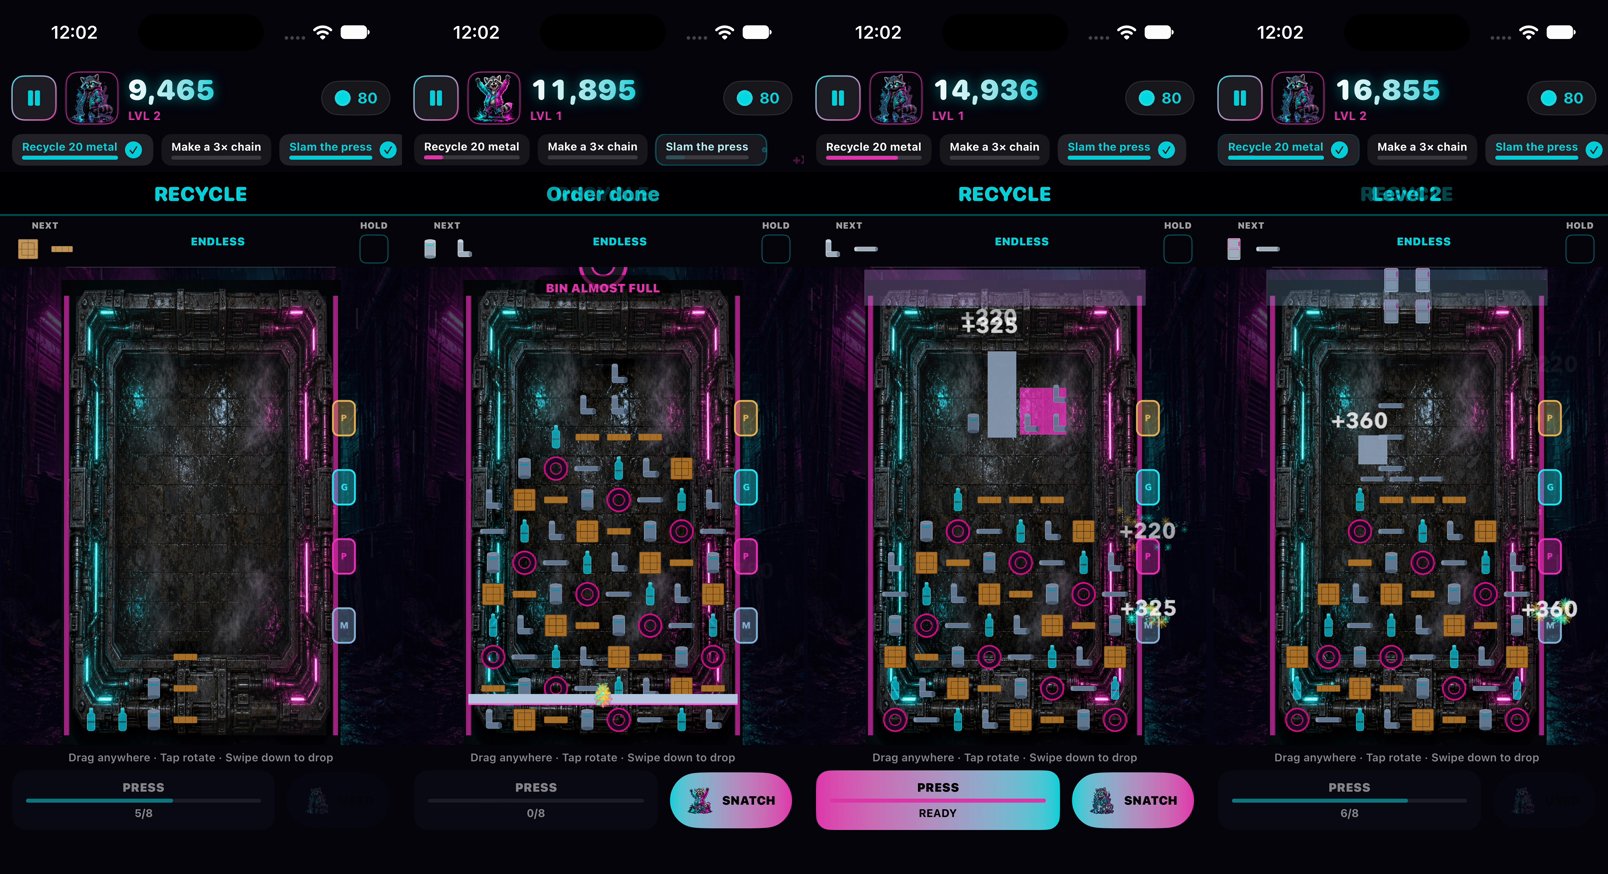 12:02
9,465
LVL 2
80
Recycle 20 metal
Make a 3× chain
Slam the press
RECYCLE
NEXT
HOLD
ENDLESS
P
G
P
M
Drag anywhere · Tap rotate · Swipe down to drop
PRESS
5/8
12:02
11,895
LVL 1
80
Recycle 20 metal
Make a 3× chain
Slam the press
Order done
NEXT
HOLD
ENDLESS
BIN ALMOST FULL
P
G
P
M
Drag anywhere · Tap rotate · Swipe down to drop
PRESS
0/8
SNATCH
12:02
14,936
LVL 1
80
Recycle 20 metal
Make a 3× chain
Slam the press
RECYCLE
NEXT
HOLD
ENDLESS
+325
P
G
+220
P
+325
M
Drag anywhere · Tap rotate · Swipe down to drop
PRESS
READY
SNATCH
12:02
16,855
LVL 2
80
Recycle 20 metal
Make a 3× chain
Slam the press
Level 2
NEXT
HOLD
ENDLESS
+360
P
G
P
+360
M
Drag anywhere · Tap rotate · Swipe down to drop
PRESS
6/8